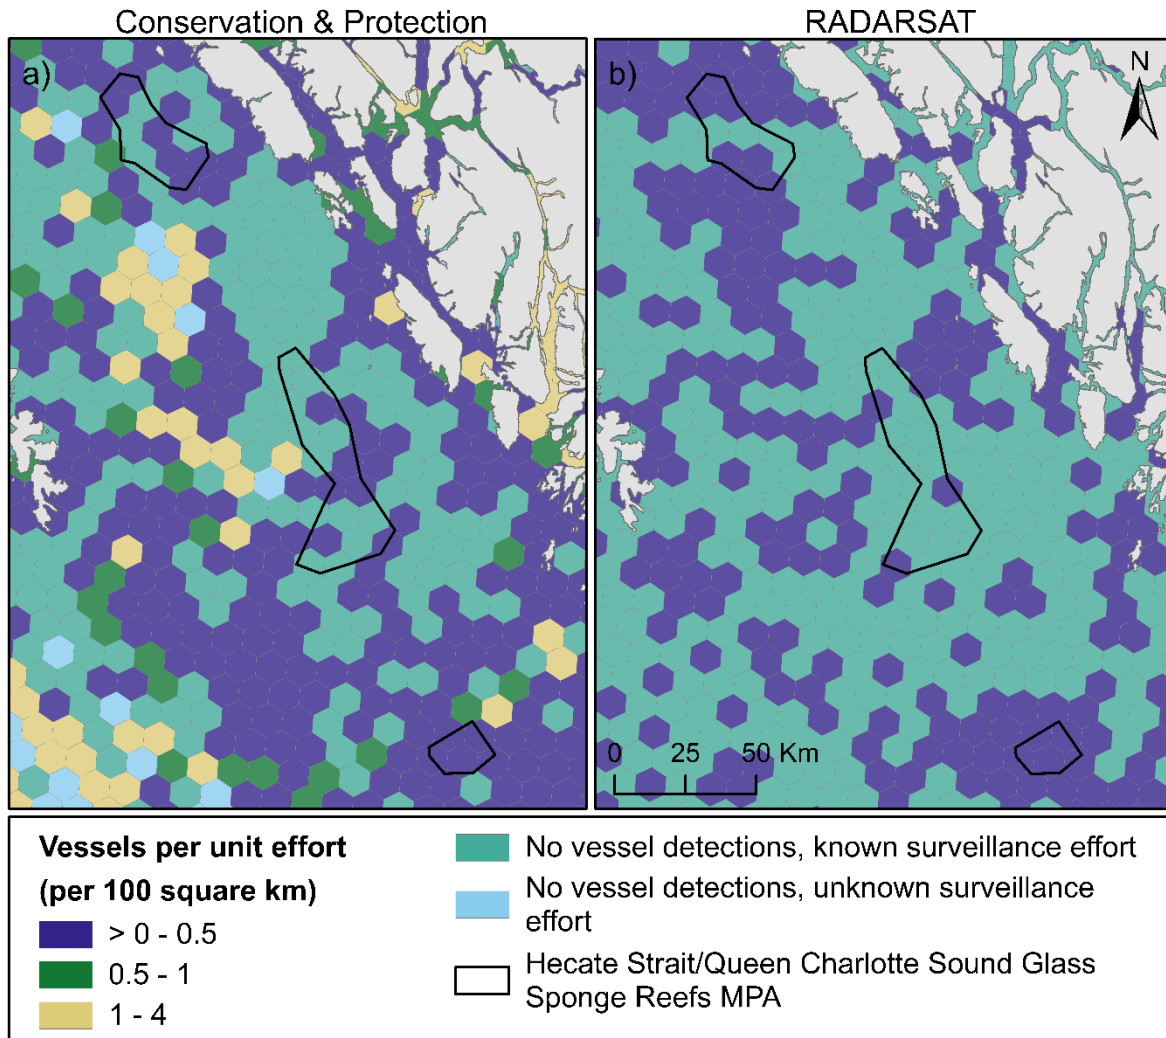 Conservation & Protection
RADARSAT
a)
b)
N
0 25 50 Km
Vessels per unit effort
(per 100 square km)
> 0 - 0.5
0.5 - 1
1 - 4
No vessel detections, known surveillance effort
No vessel detections, unknown surveillance
effort
Hecate Strait/Queen Charlotte Sound Glass
Sponge Reefs MPA